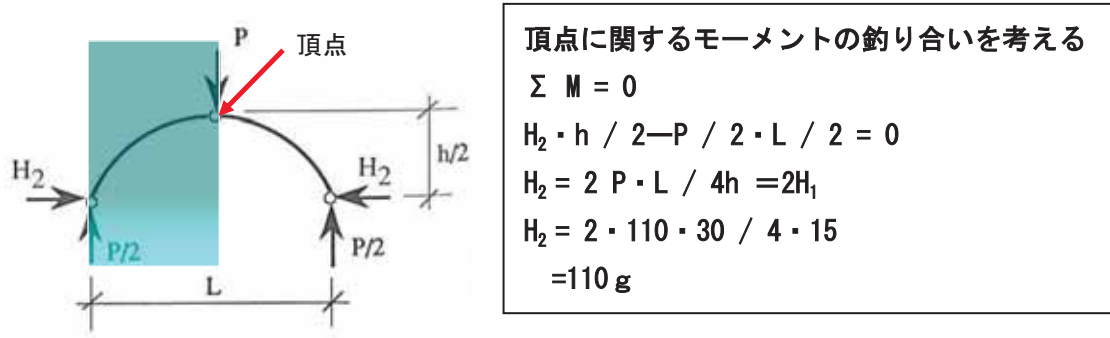 P
頂点
h/2
H₂
H₂
P/2
P/2
L
頂点に関するモーメントの釣り合いを考える
Σ M = 0
H₂・h / 2―P / 2・L / 2 = 0
H₂ = 2 P・L / 4h =2H₁
H₂ = 2・110・30 / 4・15
=110ｇ